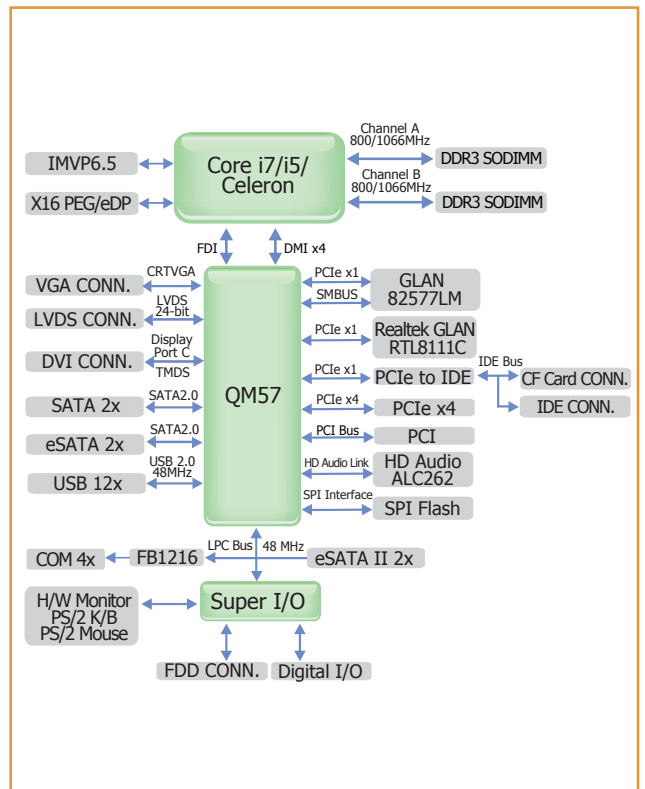 Channel A
800/1066MHz
IMVP6.5
Core i7/i5/
Celeron
DDR3 SODIMM
Channel B
800/1066MHz
X16 PEG/eDP
DDR3 SODIMM
FDI
DMI x4
VGA CONN.
CRTVGA
LVDS CONN.
LVDS
24-bit
DVI CONN.
Display
Port C
TMDS
SATA 2x
SATA2.0
eSATA 2x
SATA2.0
USB 12x
USB 2.0
48MHz
QM57
PCIe x1
SMBUS
GLAN
82577LM
PCIe x1
Realtek GLAN
RTL8111C
PCIe x1
PCIe to IDE
IDE Bus
CF Card CONN.
IDE CONN.
PCIe x4
PCIe x4
PCI Bus
PCI
HD Audio Link
HD Audio
ALC262
SPI Interface
SPI Flash
COM 4x
FB1216
LPC Bus
48 MHz
eSATA II 2x
H/W Monitor
PS/2 K/B
PS/2 Mouse
Super I/O
FDD CONN.
Digital I/O